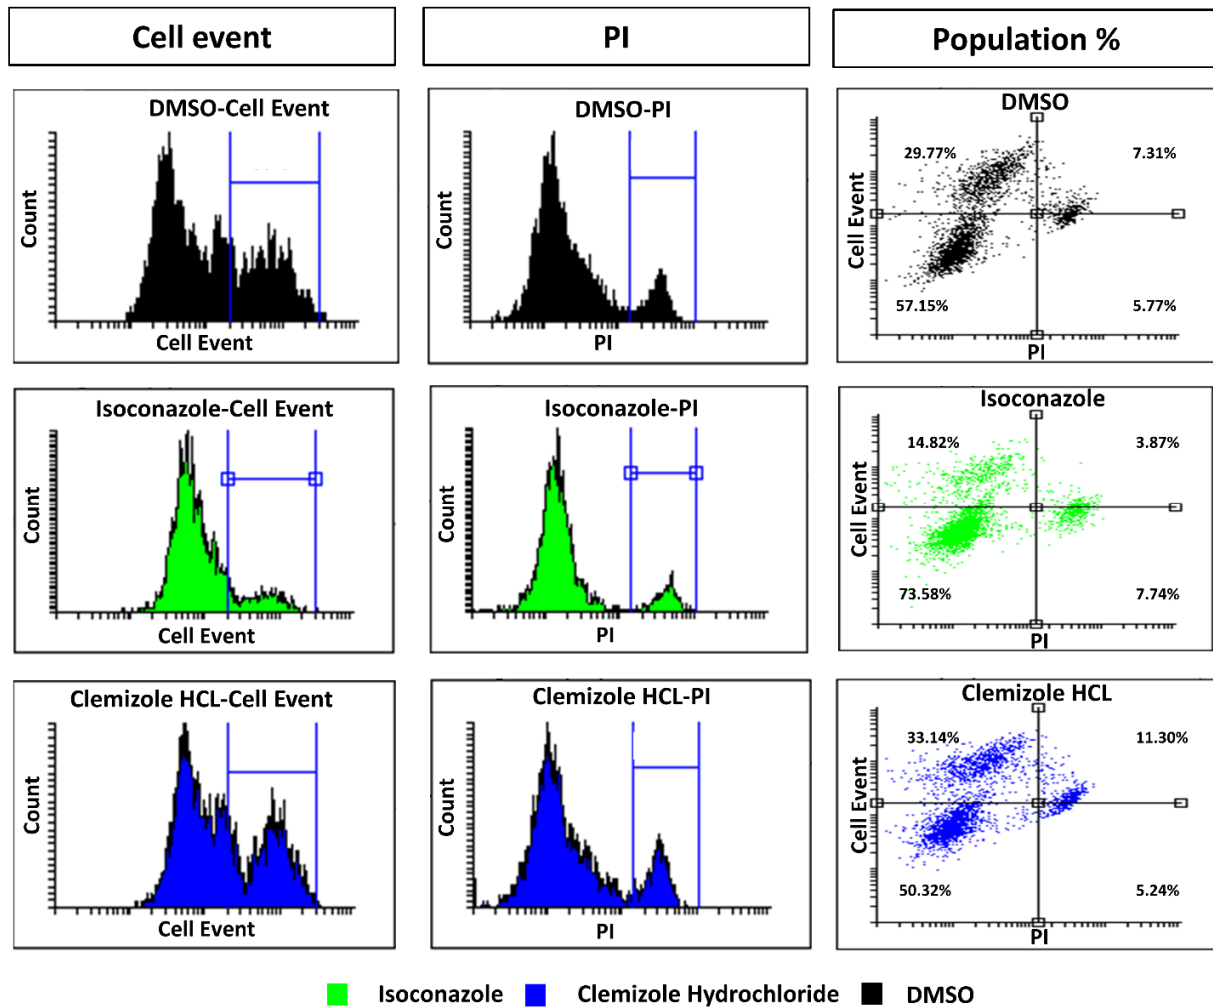 Cell event
PI
Population %
DMSO-Cell Event
Count
Cell Event
DMSO-PI
Count
PI
DMSO
29.77%
7.31%
Cell Event
57.15%
5.77%
PI
Isoconazole-Cell Event
Count
Cell Event
Isoconazole-PI
Count
PI
Isoconazole
14.82%
3.87%
Cell Event
73.58%
7.74%
PI
Clemizole HCL-Cell Event
Count
Cell Event
Clemizole HCL-PI
Count
PI
Clemizole HCL
33.14%
11.30%
Cell Event
50.32%
5.24%
PI
Isoconazole
Clemizole Hydrochloride
DMSO